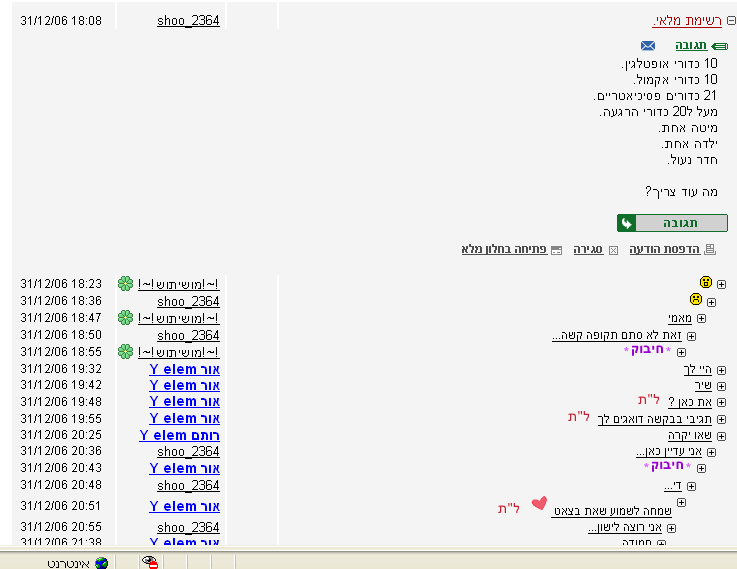 רשימת מלאי. shoo_2364 31/12/06 18:08
תגובה
10 כדורי אופטלגין.
10 כדורי אקמול.
21 כדורים פסיכיאטריים.
מעל ל20 כדורי הרגעה.
מיטה אחת.
ילדה אחת.
חדר נעול.
מה עוד צריך?
תגובה
הדפסת הודעה סגירה פתיחה בחלון מלא
!~!מושיתוש!~! 31/12/06 18:23
shoo_2364 31/12/06 18:36
מאמי !~!מושיתוש!~! 31/12/06 18:47
זאת לא סתם תקופה קשה... shoo_2364 31/12/06 18:50
*חיבוק* !~!מושיתוש!~! 31/12/06 18:55
היי לך אור Y elem 31/12/06 19:32
שיר אור Y elem 31/12/06 19:42
את כאן ? ל"ת אור Y elem 31/12/06 19:48
תגיבי בבקשה דואגים לך ל"ת אור Y elem 31/12/06 19:55
שאו יקרה רותם Y elem 31/12/06 20:25
אני עדיין כאן... shoo_2364 31/12/06 20:36
*חיבוק* אור Y elem 31/12/06 20:43
די... shoo_2364 31/12/06 20:48
שמחה לשמוע שאת בצאט ל"ת אור Y elem 31/12/06 20:51
אני רוצה לישון... shoo_2364 31/12/06 20:55
חמודה אור Y elem 31/12/06 21:38
אינטרנט